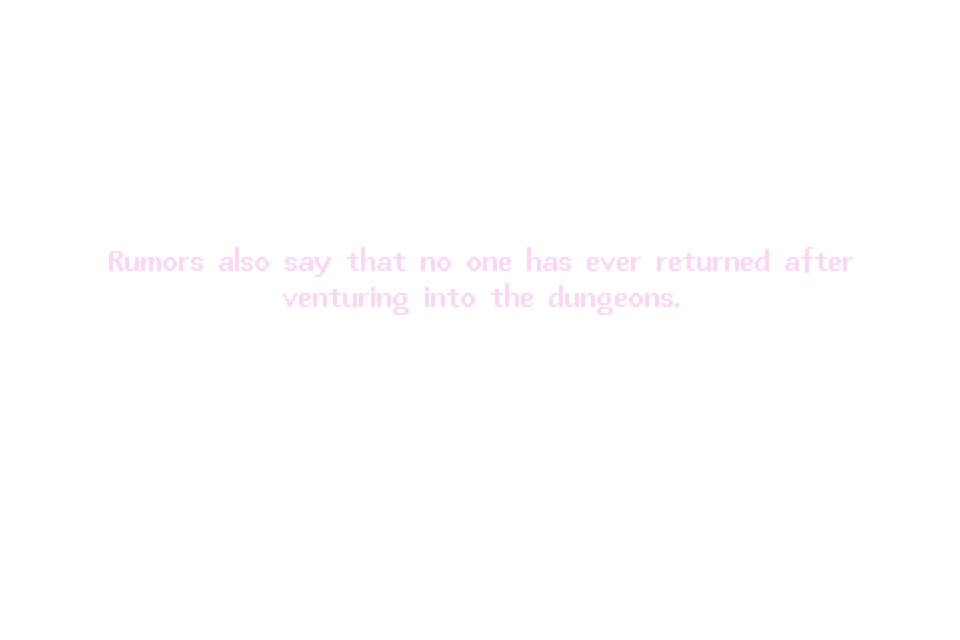 Rumors also say that no one has ever returned after
venturing into the dungeons.